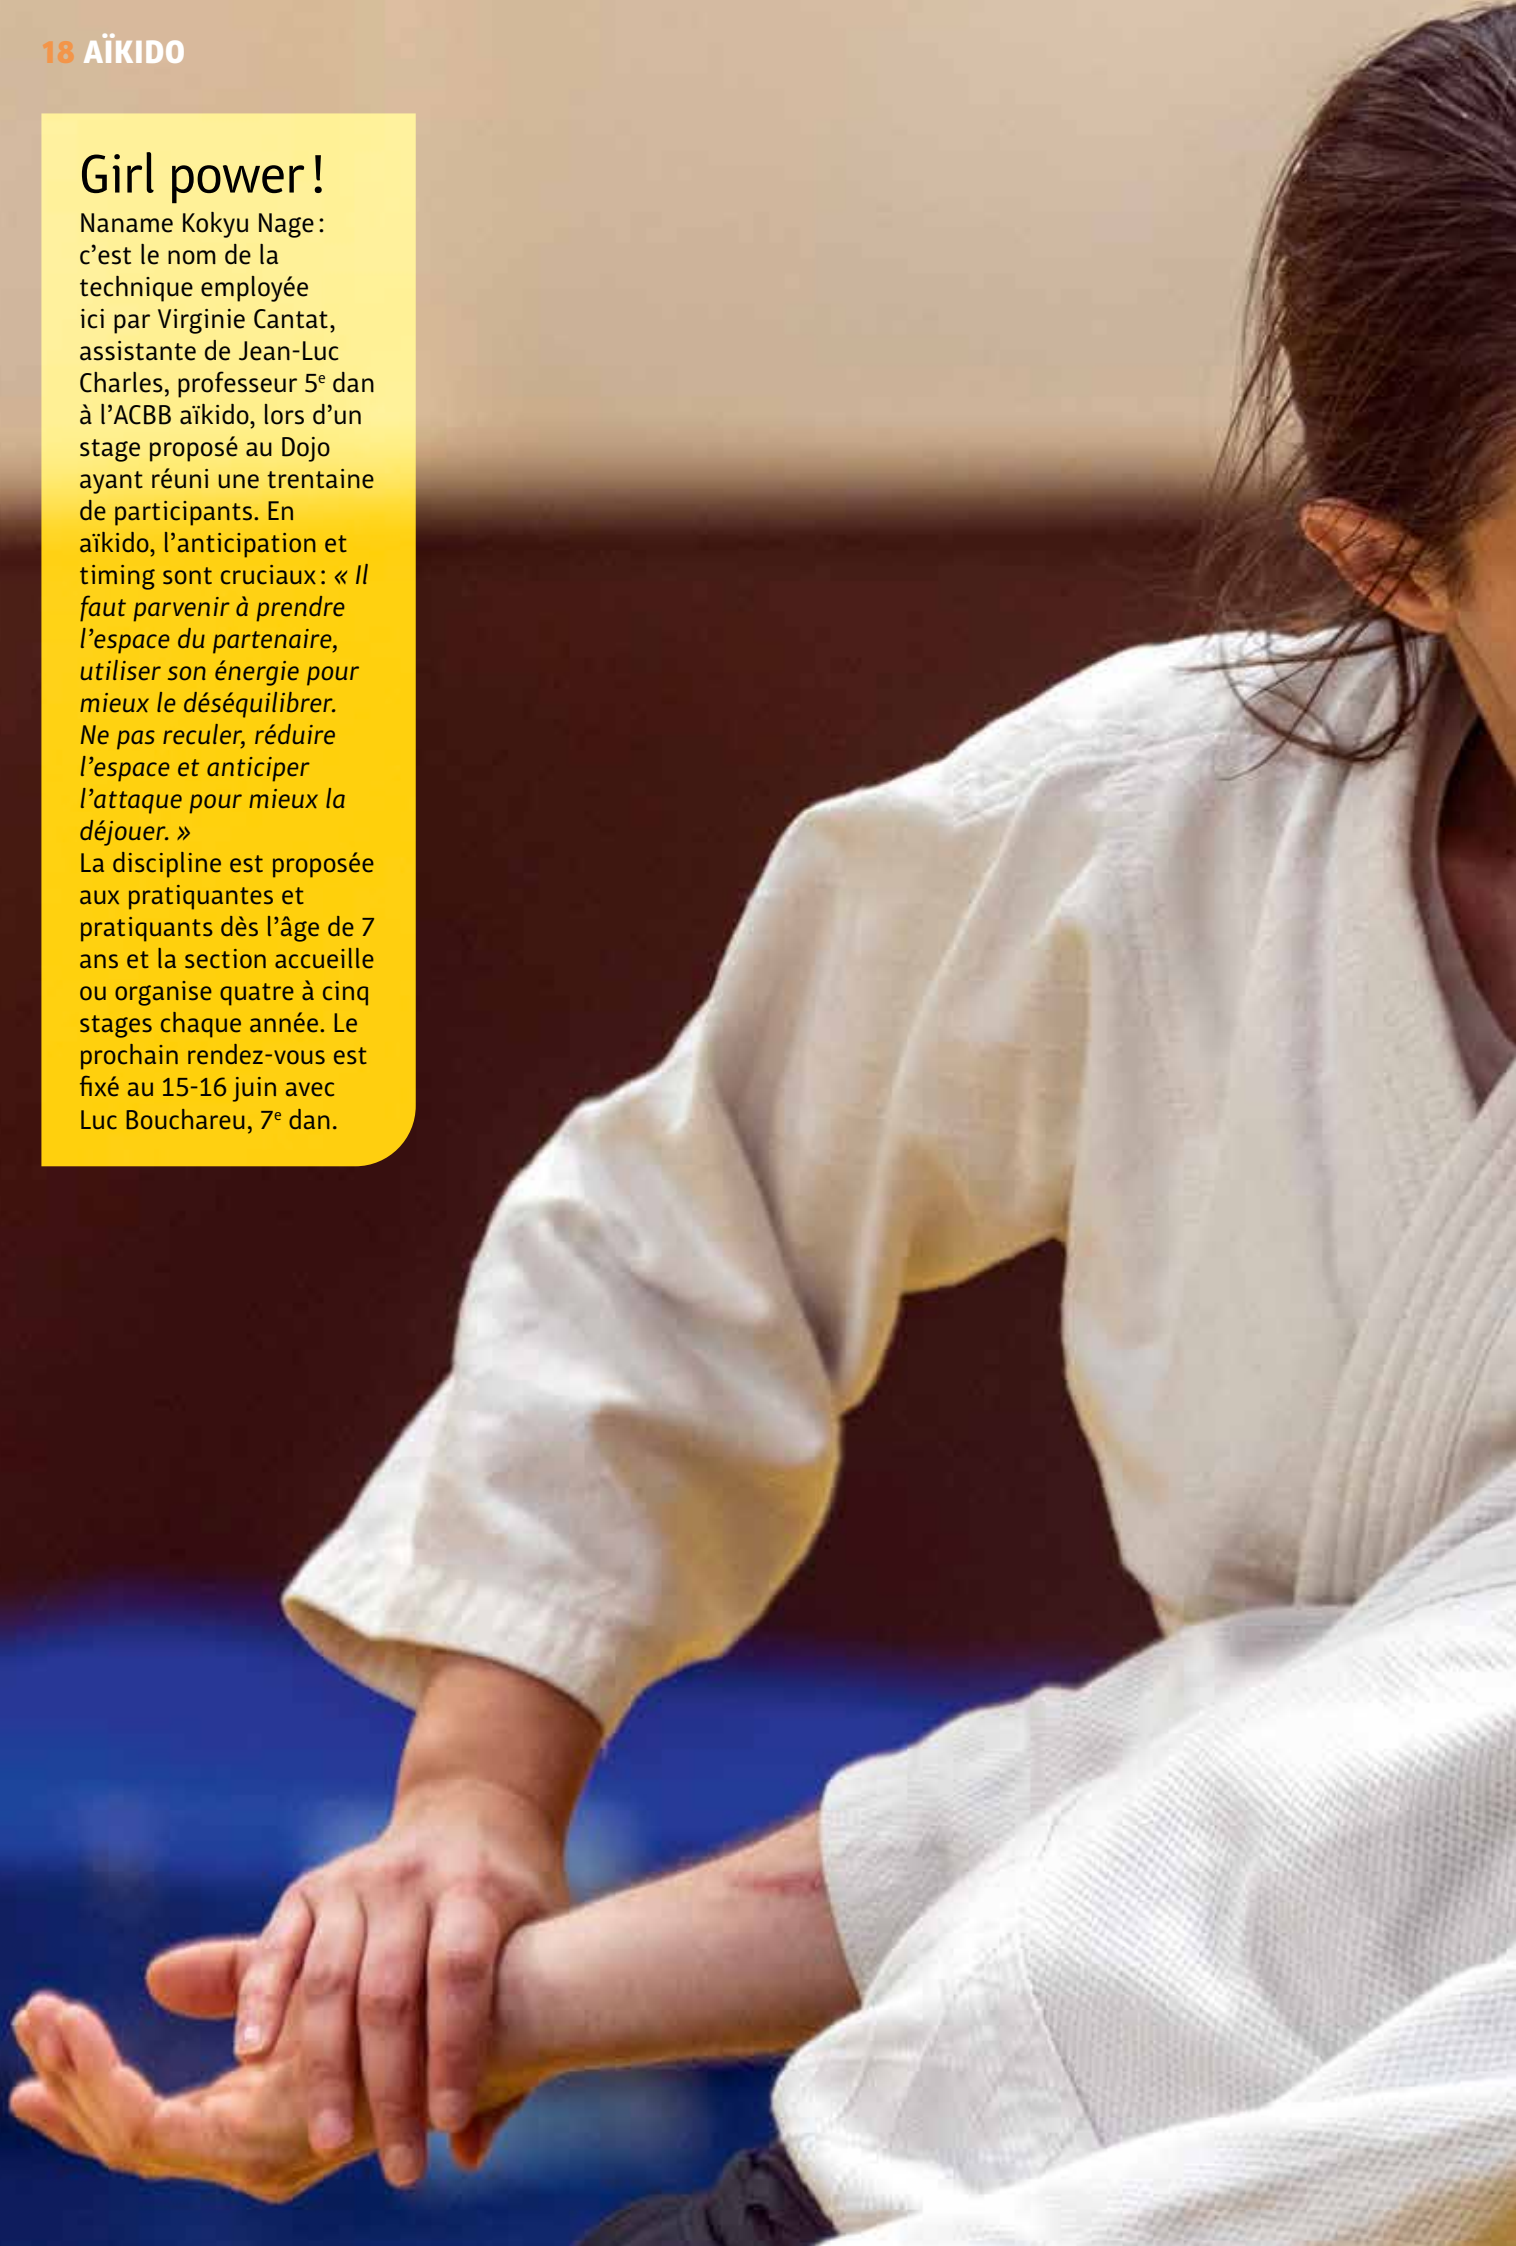 18 AÏKIDO
Girl power !
Naname Kokyu Nage :
c’est le nom de la
technique employée
ici par Virginie Cantat,
assistante de Jean-Luc
Charles, professeur 5e dan
à l’ACBB aïkido, lors d’un
stage proposé au Dojo
ayant réuni une trentaine
de participants. En
aïkido, l’anticipation et
timing sont cruciaux : « Il
faut parvenir à prendre
l’espace du partenaire,
utiliser son énergie pour
mieux le déséquilibrer.
Ne pas reculer, réduire
l’espace et anticiper
l’attaque pour mieux la
déjouer. »
La discipline est proposée
aux pratiquantes et
pratiquants dès l’âge de 7
ans et la section accueille
ou organise quatre à cinq
stages chaque année. Le
prochain rendez-vous est
fixé au 15-16 juin avec
Luc Bouchareu, 7e dan.